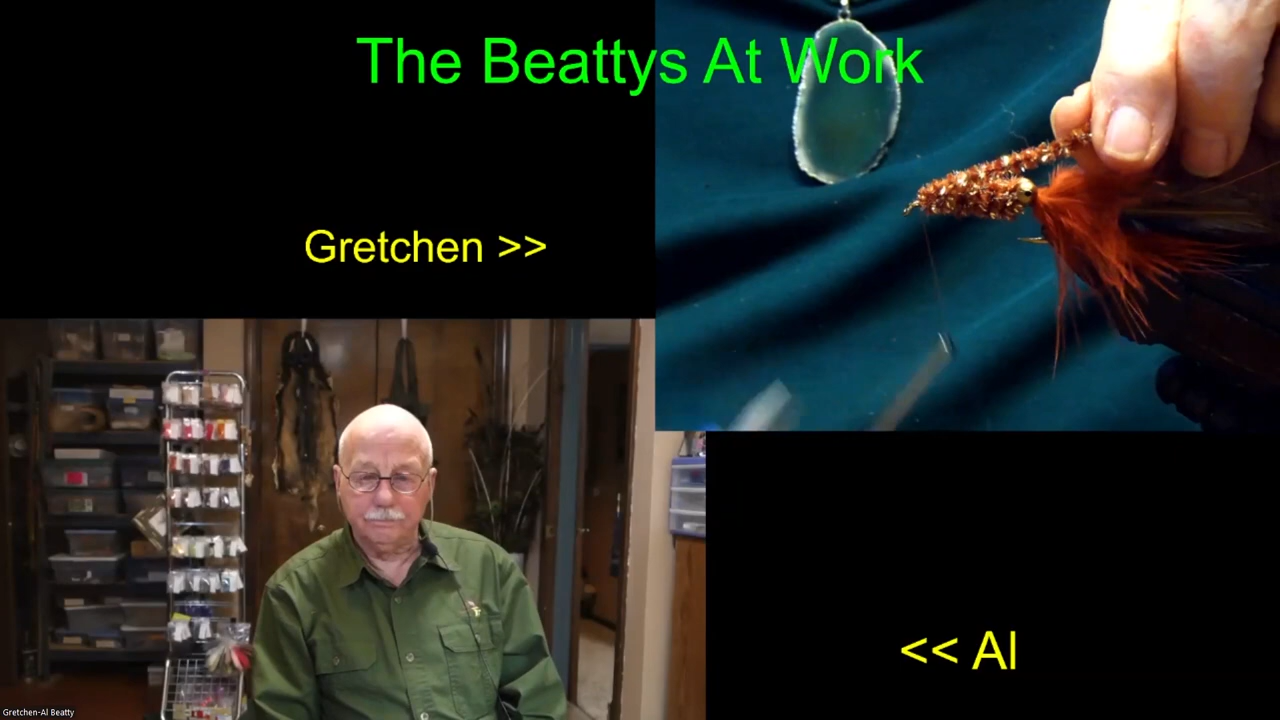 The Beattys At Work
Gretchen >>
<< Al
Gretchen-Al Beatty